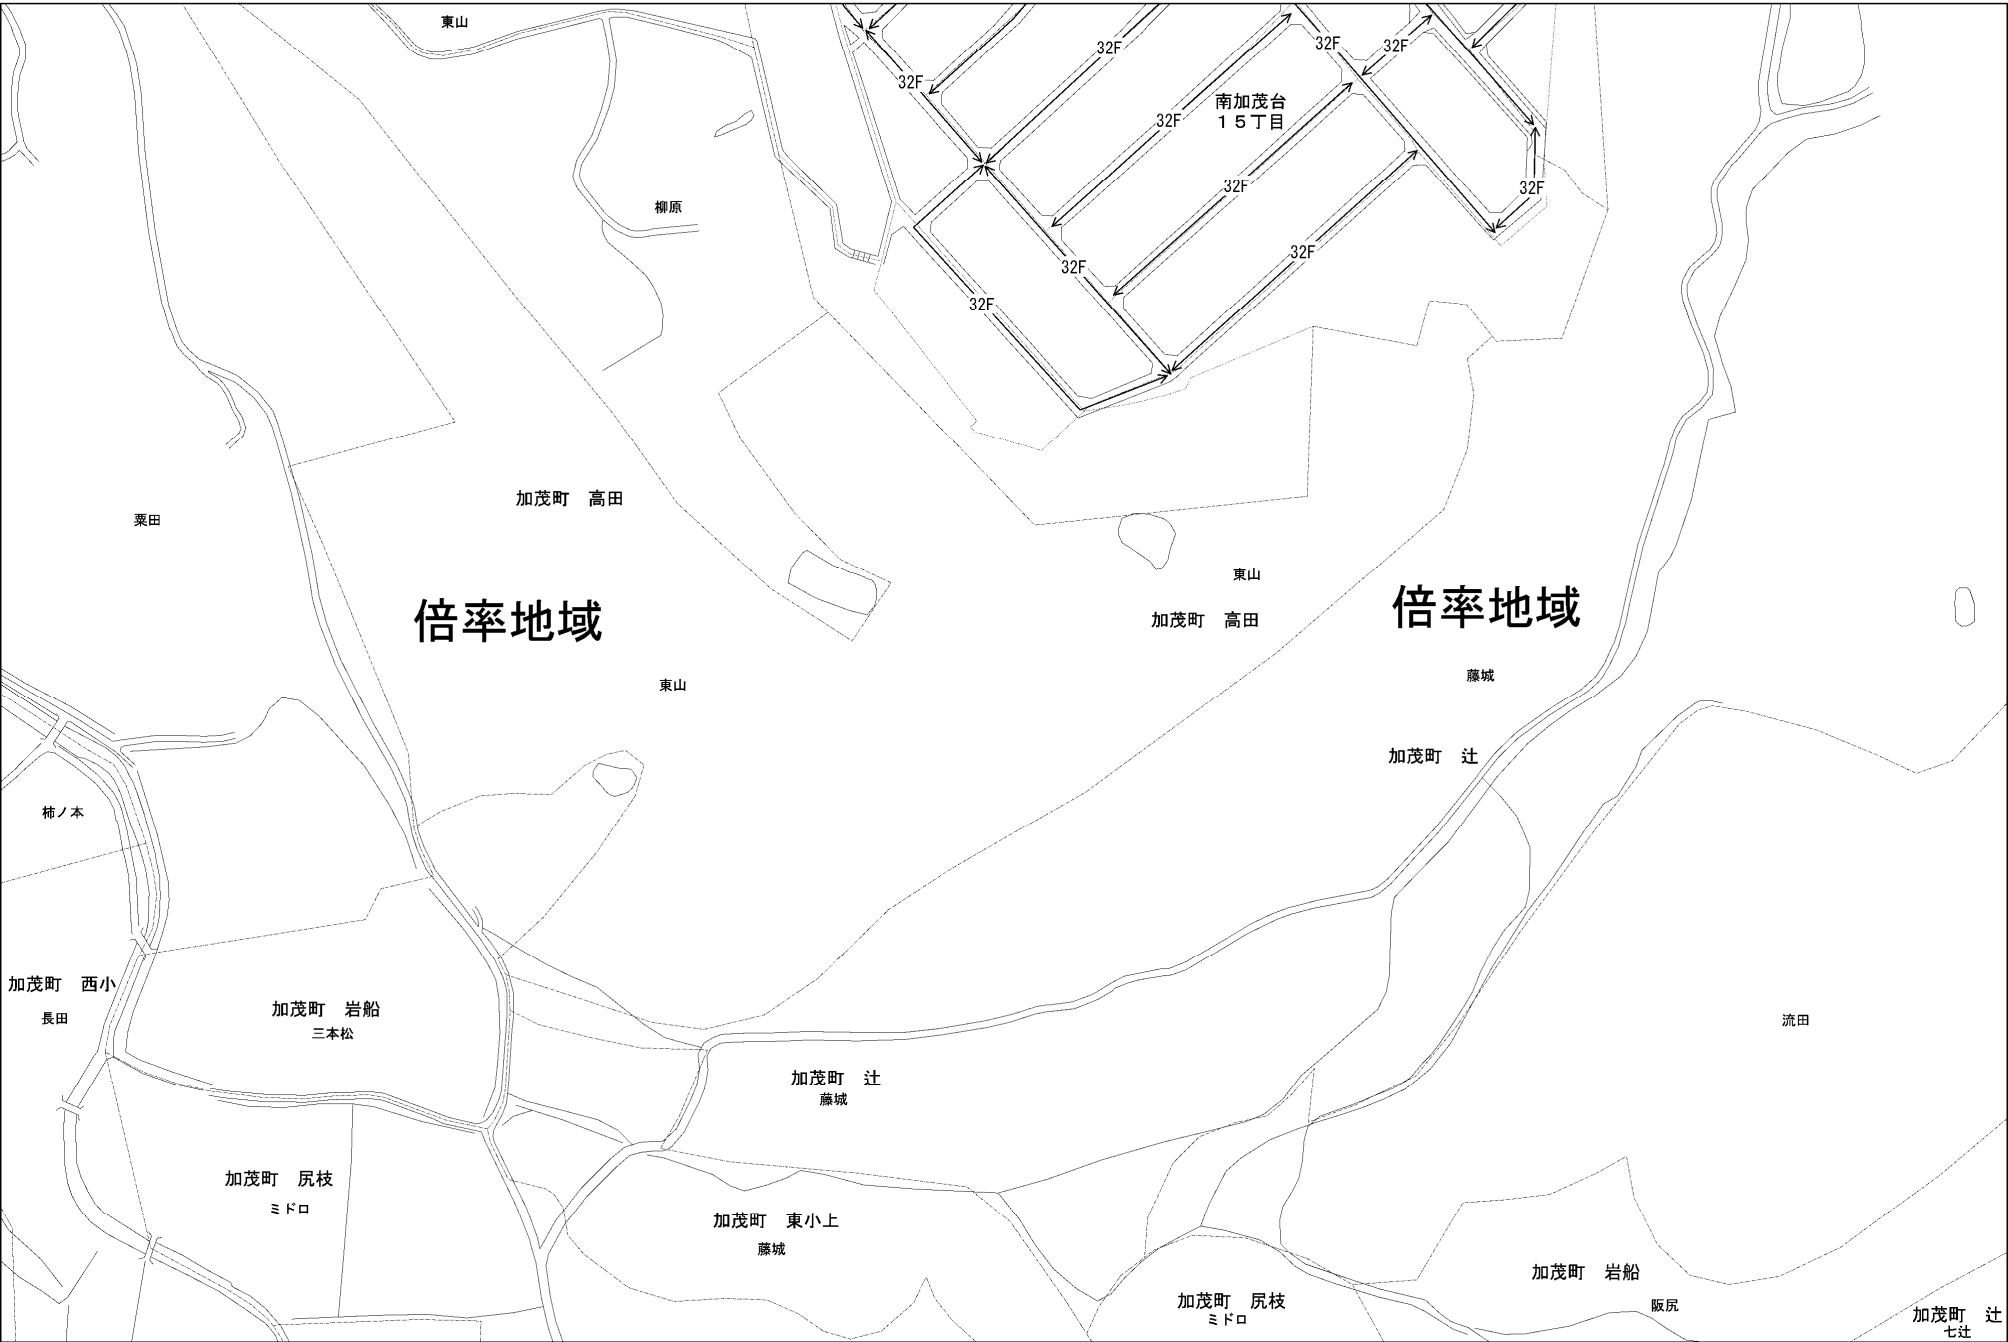 東山
32F
32F
32F
32F
南加茂台
15丁目
32F
32F
32F
柳原
32F
32F
32F
32F
加茂町 高田
粟田
東山
加茂町 高田
倍率地域
倍率地域
東山
藤城
加茂町 辻
柿ノ本
加茂町 西小
長田
加茂町 岩船
三本松
流田
加茂町 辻
藤城
加茂町 尻枝
ミドロ
加茂町 東小上
藤城
加茂町 岩船
阪尻
加茂町 尻枝
ミドロ
加茂町 辻
七辻